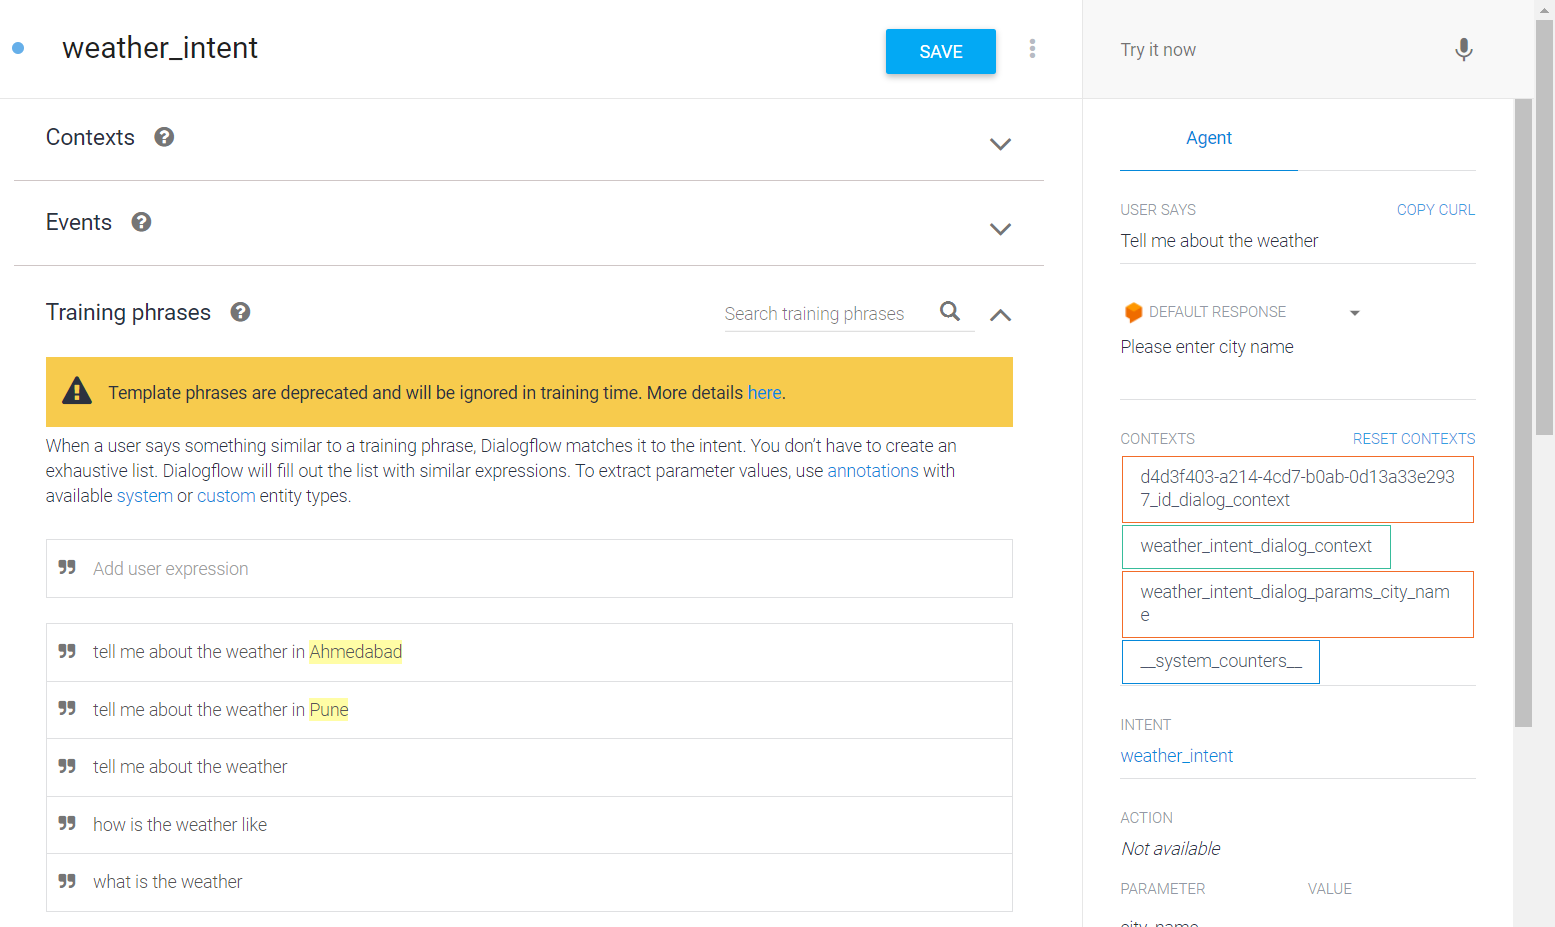 weather_intent
SAVE
Contexts
Events
Training phrases
Search training phrases
Template phrases are deprecated and will be ignored in training time. More details here.
When a user says something similar to a training phrase, Dialogflow matches it to the intent. You don't have to create an
exhaustive list. Dialogflow will fill out the list with similar expressions. To extract parameter values, use annotations with
available system or custom entity types.
Add user expression
tell me about the weather in Ahmedabad
tell me about the weather in Pune
tell me about the weather
how is the weather like
what is the weather
Try it now
Agent
USER SAYS
COPY CURL
Tell me about the weather
DEFAULT RESPONSE
Please enter city name
CONTEXTS
RESET CONTEXTS
d4d3f403-a214-4cd7-b0ab-0d13a33e293
7_id_dialog_context
weather_intent_dialog_context
weather_intent_dialog_params_city_nam
e
__system_counters__
INTENT
weather_intent
ACTION
Not available
PARAMETER
VALUE
city_name